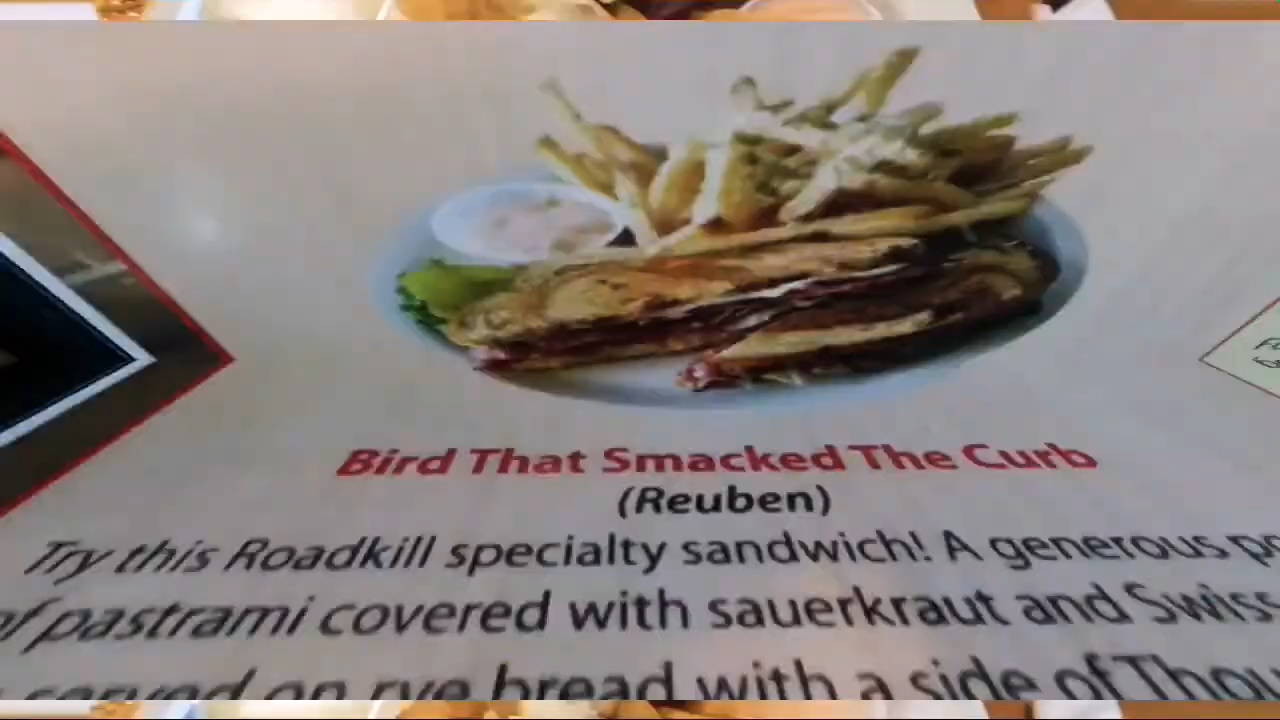 Bird That Smacked The Curb
(Reuben)
Try this Roadkill specialty sandwich! A generous
of pastrami covered with sauerkraut and Swiss
served on rye bread with a side of Thou